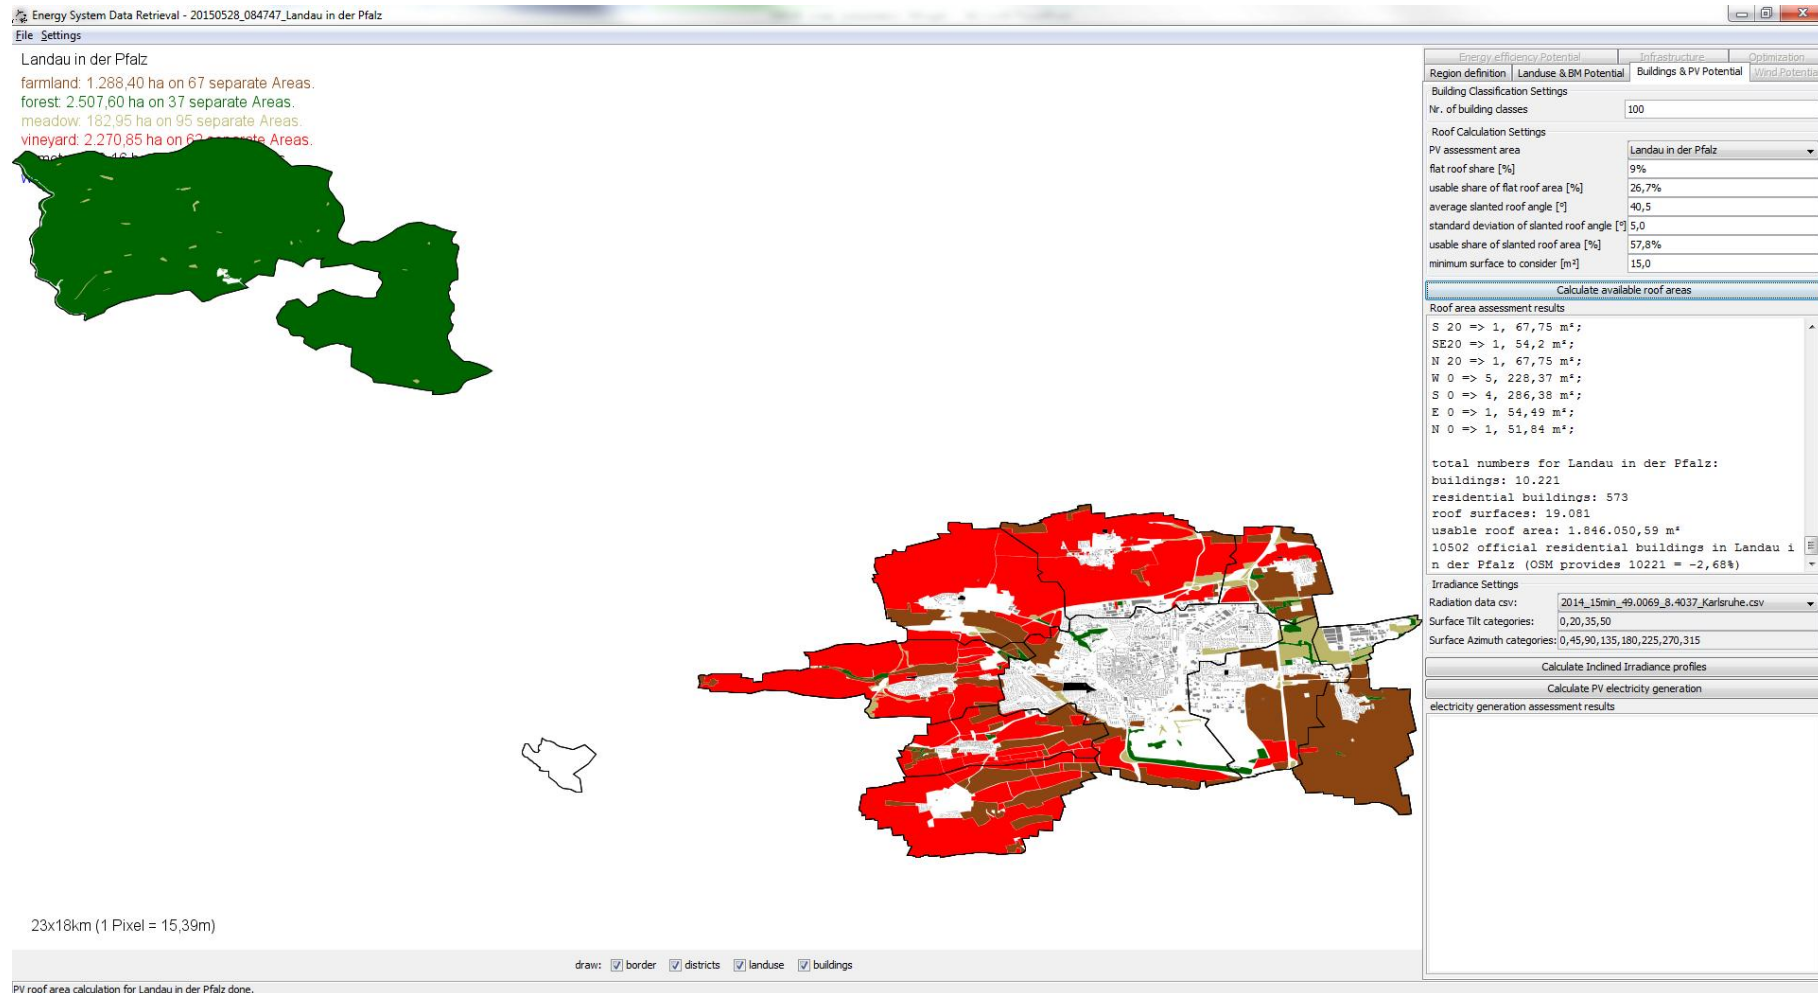 Energy System Data Retrieval - 20150528_084747_Landau in der Pfalz
File Settings
Landau in der Pfalz
farmland: 1.288,40 ha on 67 separate Areas.
forest: 2.507,60 ha on 37 separate Areas.
meadow: 182,95 ha on 95 separate Areas.
vineyard: 2.270,85 ha on 62 separate Areas.
23x18km (1 Pixel = 15,39m)
draw: border districts landuse buildings
PV roof area calculation for Landau in der Pfalz done.
Energy efficiency Potential Infrastructure Optimization
Region definition Landuse & BM Potential Buildings & PV Potential Wind Potential
Building Classification Settings
Nr. of building classes 100
Roof Calculation Settings
PV assessment area Landau in der Pfalz
flat roof share [%] 9%
usable share of flat roof area [%] 26,7%
average slanted roof angle [°] 40,5
standard deviation of slanted roof angle [°] 5,0
usable share of slanted roof area [%] 57,8%
minimum surface to consider [m²] 15,0
Calculate available roof areas
Roof area assessment results
S 20 => 1, 67,75 m²;
SE20 => 1, 54,2 m²;
N 20 => 1, 67,75 m²;
W 0 => 5, 228,37 m²;
S 0 => 4, 286,38 m²;
E 0 => 1, 54,49 m²;
N 0 => 1, 51,84 m²;
total numbers for Landau in der Pfalz:
buildings: 10.221
residential buildings: 573
roof surfaces: 19.081
usable roof area: 1.846.050,59 m²
10502 official residential buildings in Landau i
n der Pfalz (OSM provides 10221 = -2,68%)
Irradiance Settings
Radiation data csv: 2014_15min_49.0069_8.4037_Karlsruhe.csv
Surface Tilt categories: 0,20,35,50
Surface Azimuth categories: 0,45,90,135,180,225,270,315
Calculate Inclined Irradiance profiles
Calculate PV electricity generation
electricity generation assessment results